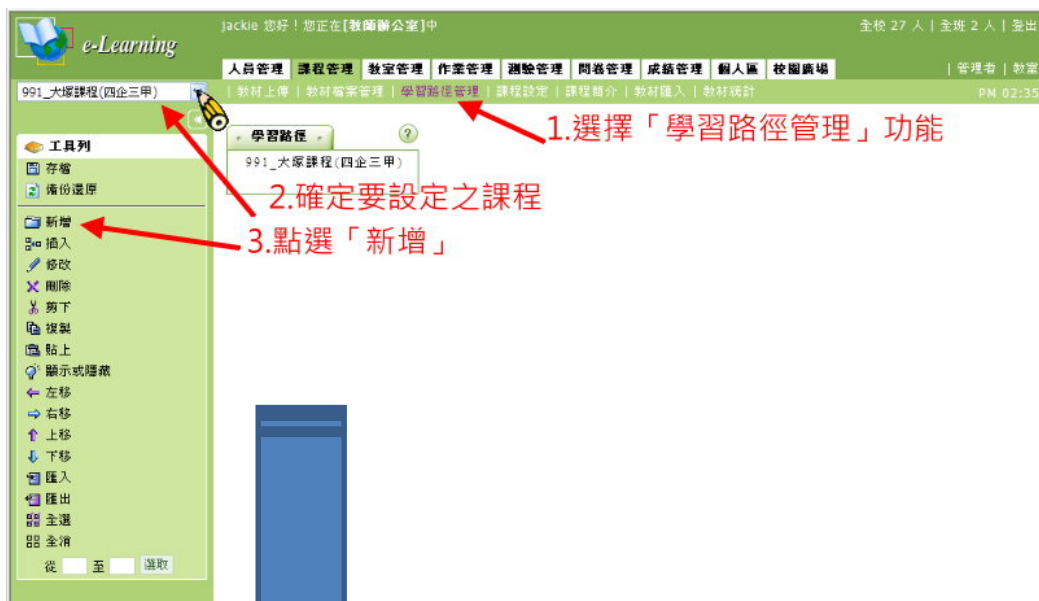 e-Learning
jackie 您好！您正在[教師辦公室]中
全校 27 人 | 全班 2 人 | 登出
人員管理 課程管理 教室管理 作業管理 測驗管理 問卷管理 成績管理 個人區 校園廣場
| 管理者 | 教室
991_大塚課程(四企三甲)
| 教材上傳 | 教材檔案管理 | 學習路徑管理 | 課程設定 | 課程簡介 | 教材匯入 | 教材統計
PM 02:35
1.選擇「學習路徑管理」功能
學習路徑
?
991_大塚課程(四企三甲)
2.確定要設定之課程
3.點選「新增」
工具列
存檔
備份還原
新增
插入
修改
刪除
剪下
複製
貼上
顯示或隱藏
左移
右移
上移
下移
匯入
匯出
全選
全消
從 至 選取